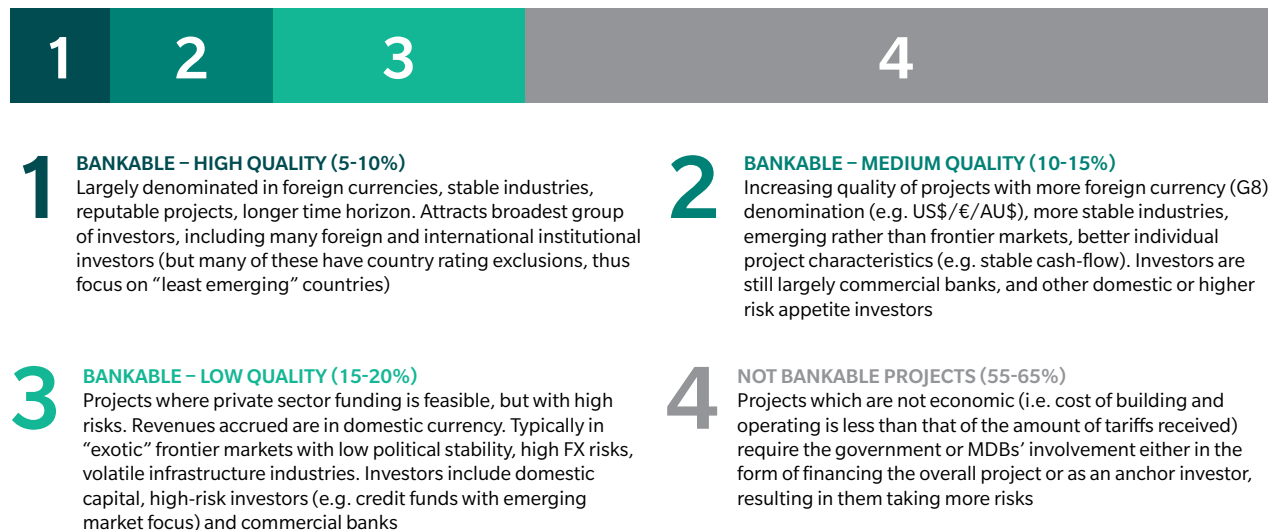 1
2
3
4
1
BANKABLE – HIGH QUALITY (5-10%)
Largely denominated in foreign currencies, stable industries,
reputable projects, longer time horizon. Attracts broadest group
of investors, including many foreign and international institutional
investors (but many of these have country rating exclusions, thus
focus on “least emerging” countries)
2
BANKABLE – MEDIUM QUALITY (10-15%)
Increasing quality of projects with more foreign currency (G8)
denomination (e.g. US$/€/AU$), more stable industries,
emerging rather than frontier markets, better individual
project characteristics (e.g. stable cash-flow). Investors are
still largely commercial banks, and other domestic or higher
risk appetite investors
3
BANKABLE – LOW QUALITY (15-20%)
Projects where private sector funding is feasible, but with high
risks. Revenues accrued are in domestic currency. Typically in
“exotic” frontier markets with low political stability, high FX risks,
volatile infrastructure industries. Investors include domestic
capital, high-risk investors (e.g. credit funds with emerging
market focus) and commercial banks
4
NOT BANKABLE PROJECTS (55-65%)
Projects which are not economic (i.e. cost of building and
operating is less than that of the amount of tariffs received)
require the government or MDBs’ involvement either in the
form of financing the overall project or as an anchor investor,
resulting in them taking more risks